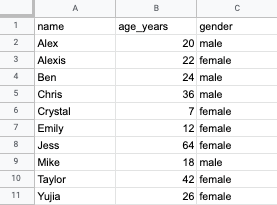 A B C
1 name age_years gender
2 Alex 20 male
3 Alexis 22 female
4 Ben 24 male
5 Chris 36 male
6 Crystal 7 female
7 Emily 12 female
8 Jess 64 female
9 Mike 18 male
10 Taylor 42 female
11 Yujia 26 female